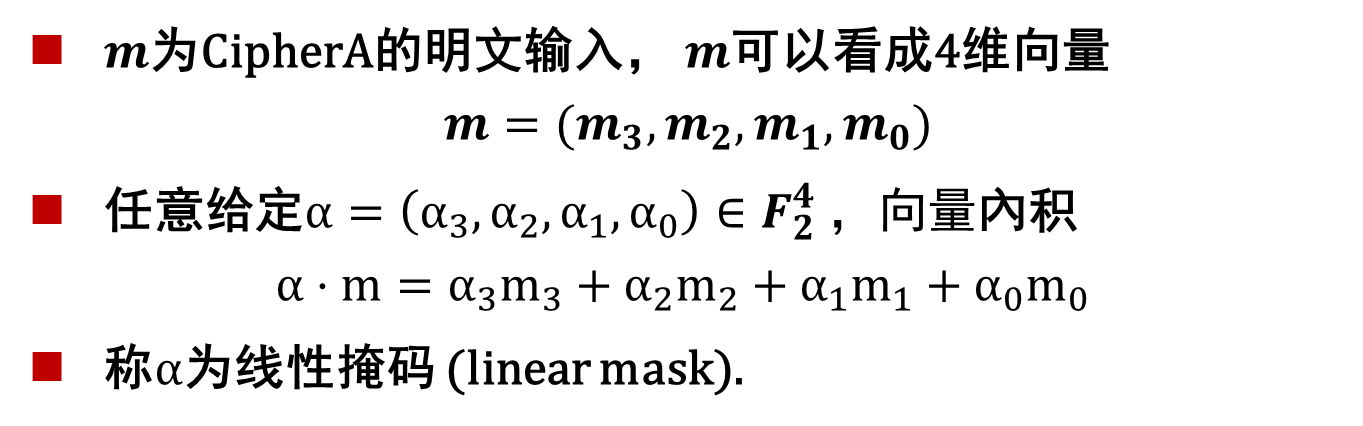 m为CipherA的明文输入， m可以看成4维向量
m = (m₃, m₂, m₁, m₀)
任意给定α = (α₃, α₂, α₁, α₀) ∈ F₂⁴ ，向量內积
α · m = α₃m₃ + α₂m₂ + α₁m₁ + α₀m₀
称α为线性掩码 (linear mask).